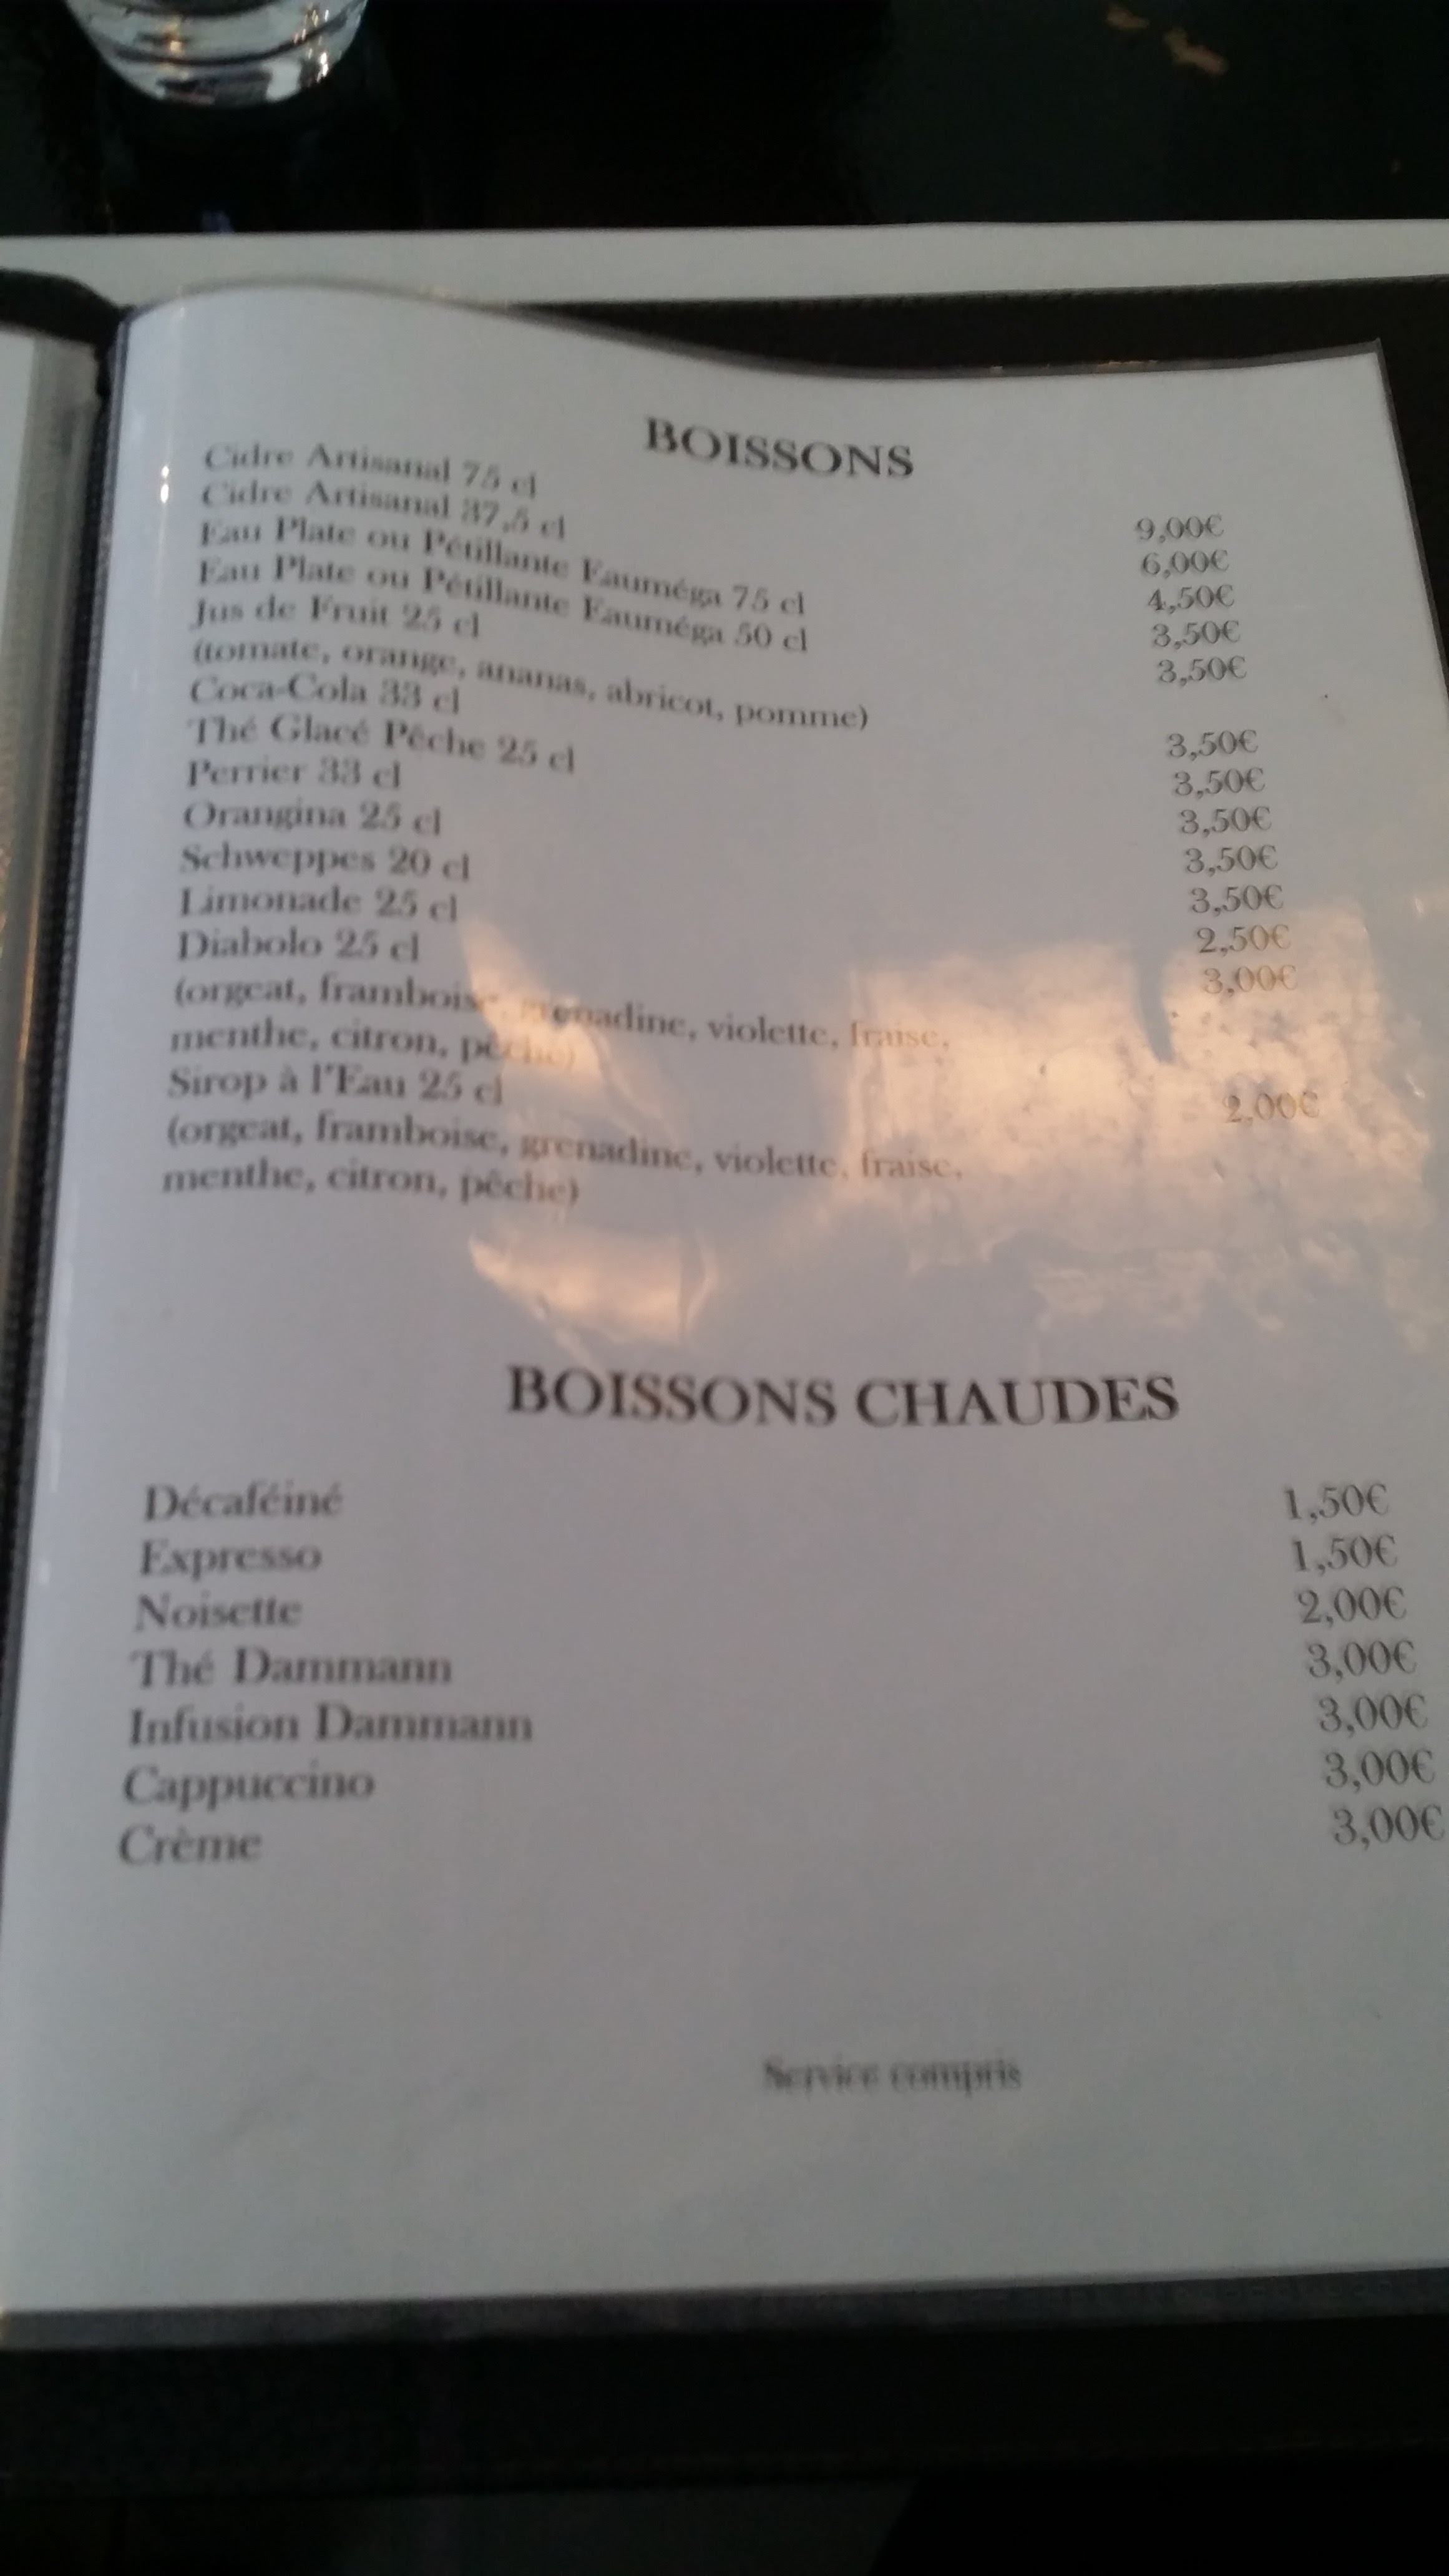 BOISSONS
Cidre Artisanal 75 cl 9,00€
Cidre Artisanal 37,5 cl 6,00€
Eau Plate ou Pétillante Eauméga 75 cl 4,50€
Eau Plate ou Pétillante Eauméga 50 cl 3,50€
Jus de Fruit 25 cl 3,50€
(tomate, orange, ananas, abricot, pomme)
Coca-Cola 33 cl 3,50€
Thé Glacé Pêche 25 cl 3,50€
Perrier 33 cl 3,50€
Orangina 25 cl 3,50€
Schweppes 20 cl 3,50€
Limonade 25 cl 2,50€
Diabolo 25 cl 3,00€
(orgeat, framboise, grenadine, violette, fraise,
menthe, citron, pêche)
Sirop à l'Eau 25 cl 2,00€
(orgeat, framboise, grenadine, violette, fraise,
menthe, citron, pêche)
BOISSONS CHAUDES
Décaféiné 1,50€
Expresso 1,50€
Noisette 2,00€
Thé Dammann 3,00€
Infusion Dammann 3,00€
Cappuccino 3,00€
Crème 3,00€
Service compris